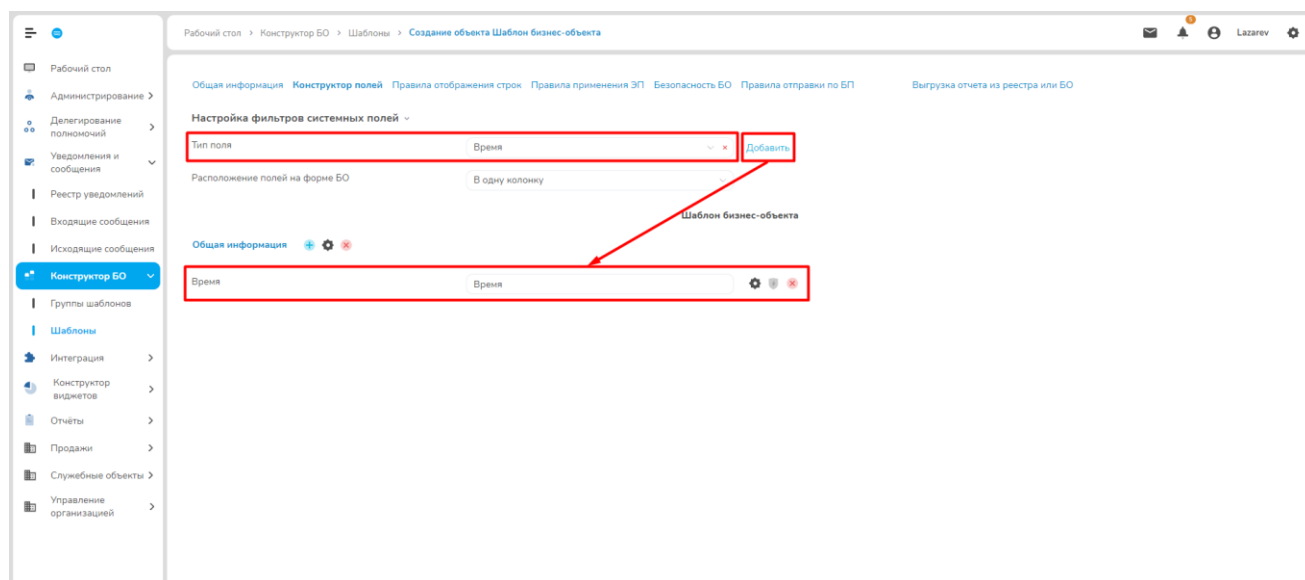 Рабочий стол > Конструктор БО > Шаблоны > Создание объекта Шаблон бизнес-объекта
5
Lazarev
Рабочий стол
Администрирование
Делегирование
полномочий
Уведомления и
сообщения
Реестр уведомлений
Входящие сообщения
Исходящие сообщения
Конструктор БО
Группы шаблонов
Шаблоны
Интеграция
Конструктор
виджетов
Отчёты
Продажи
Служебные объекты
Управление
организацией
Общая информация Конструктор полей Правила отображения строк Правила применения ЭП Безопасность БО Правила отправки по БП Выгрузка отчета из реестра или БО
Настройка фильтров системных полей
Тип поля Время Добавить
Расположение полей на форме БО В одну колонку
Шаблон бизнес-объекта
Общая информация
Время Время